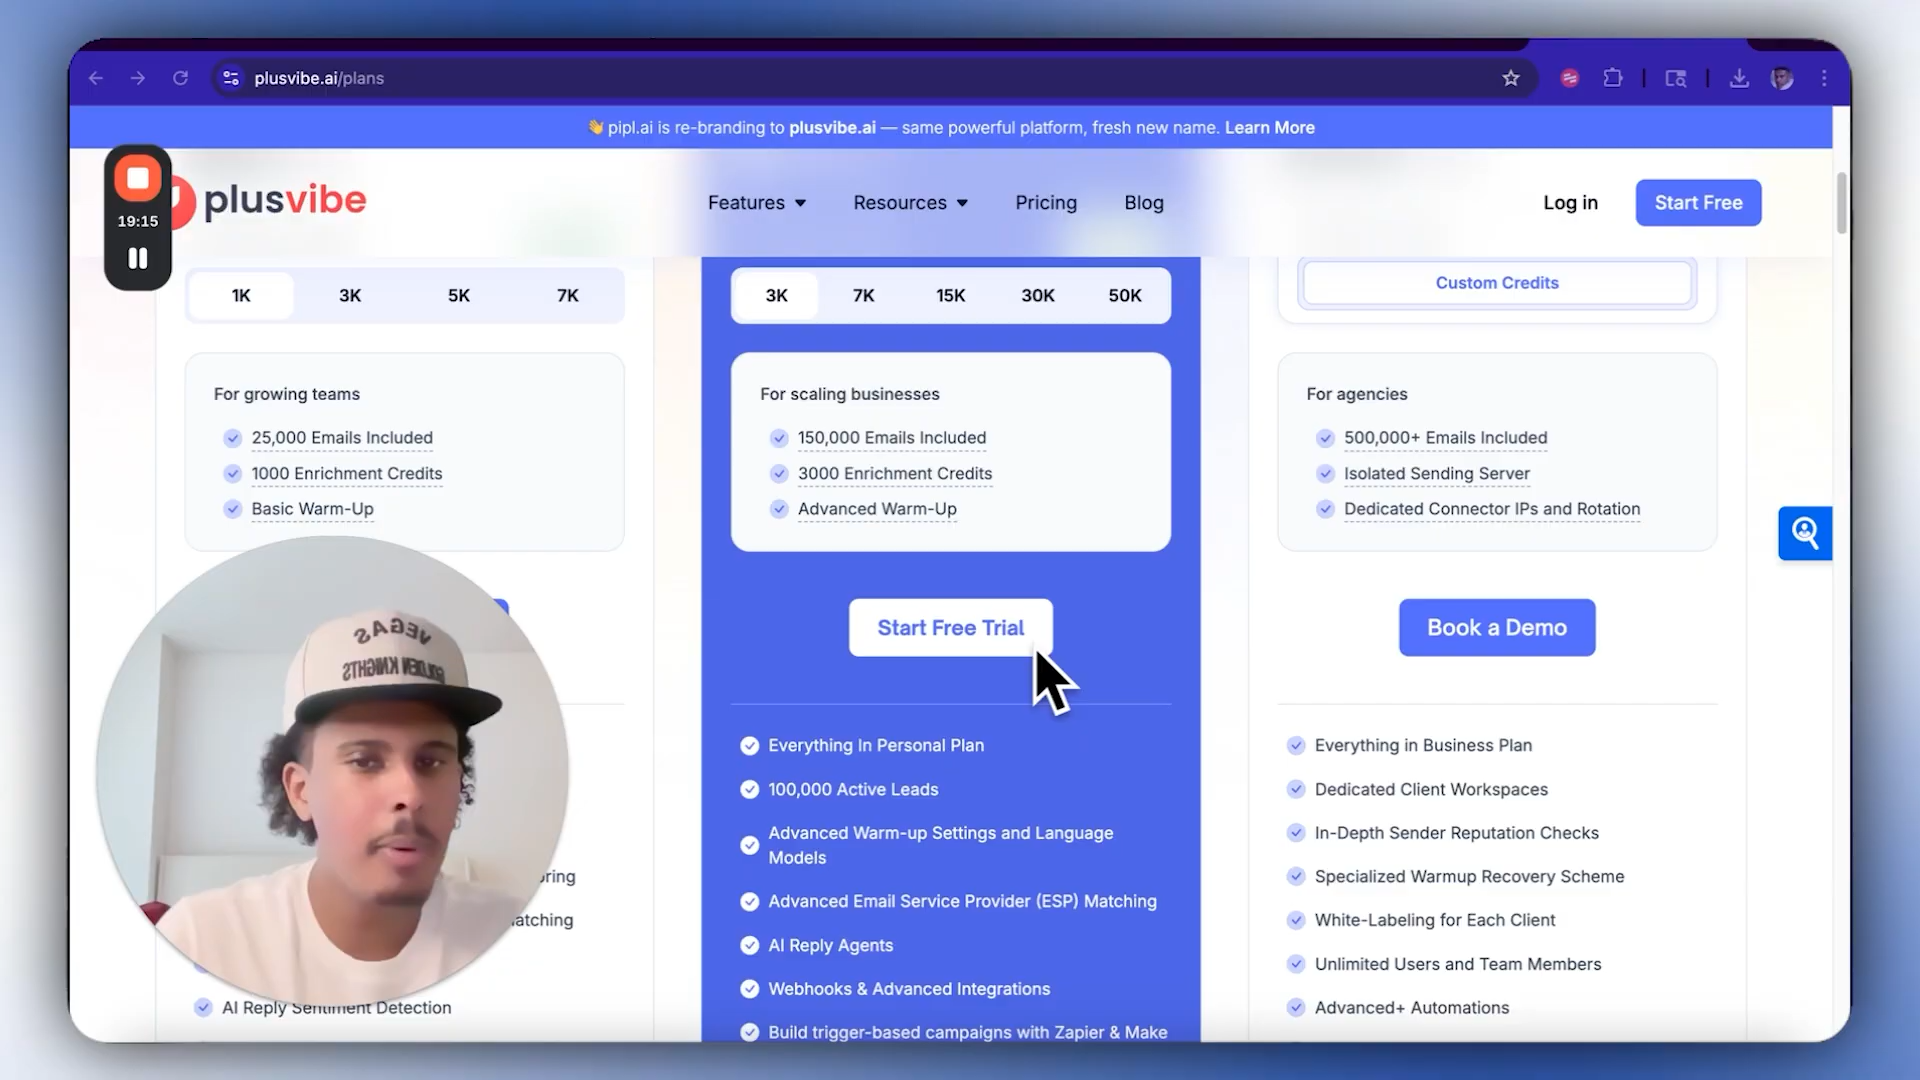 plusvibe.ai/plans
👋 pipl.ai is re-branding to plusvibe.ai — same powerful platform, fresh new name. Learn More
19:15
plusvibe
Features
Resources
Pricing
Blog
Log in
Start Free
1K 3K 5K 7K
For growing teams
25,000 Emails Included
1000 Enrichment Credits
Basic Warm-Up
oring
atching
AI Reply Sentiment Detection
3K 7K 15K 30K 50K
For scaling businesses
150,000 Emails Included
3000 Enrichment Credits
Advanced Warm-Up
Start Free Trial
Everything In Personal Plan
100,000 Active Leads
Advanced Warm-up Settings and Language
Models
Advanced Email Service Provider (ESP) Matching
AI Reply Agents
Webhooks & Advanced Integrations
Build trigger-based campaigns with Zapier & Make
Custom Credits
For agencies
500,000+ Emails Included
Isolated Sending Server
Dedicated Connector IPs and Rotation
Book a Demo
Everything in Business Plan
Dedicated Client Workspaces
In-Depth Sender Reputation Checks
Specialized Warmup Recovery Scheme
White-Labeling for Each Client
Unlimited Users and Team Members
Advanced+ Automations
VEGAS
GOLDEN KNIGHTS